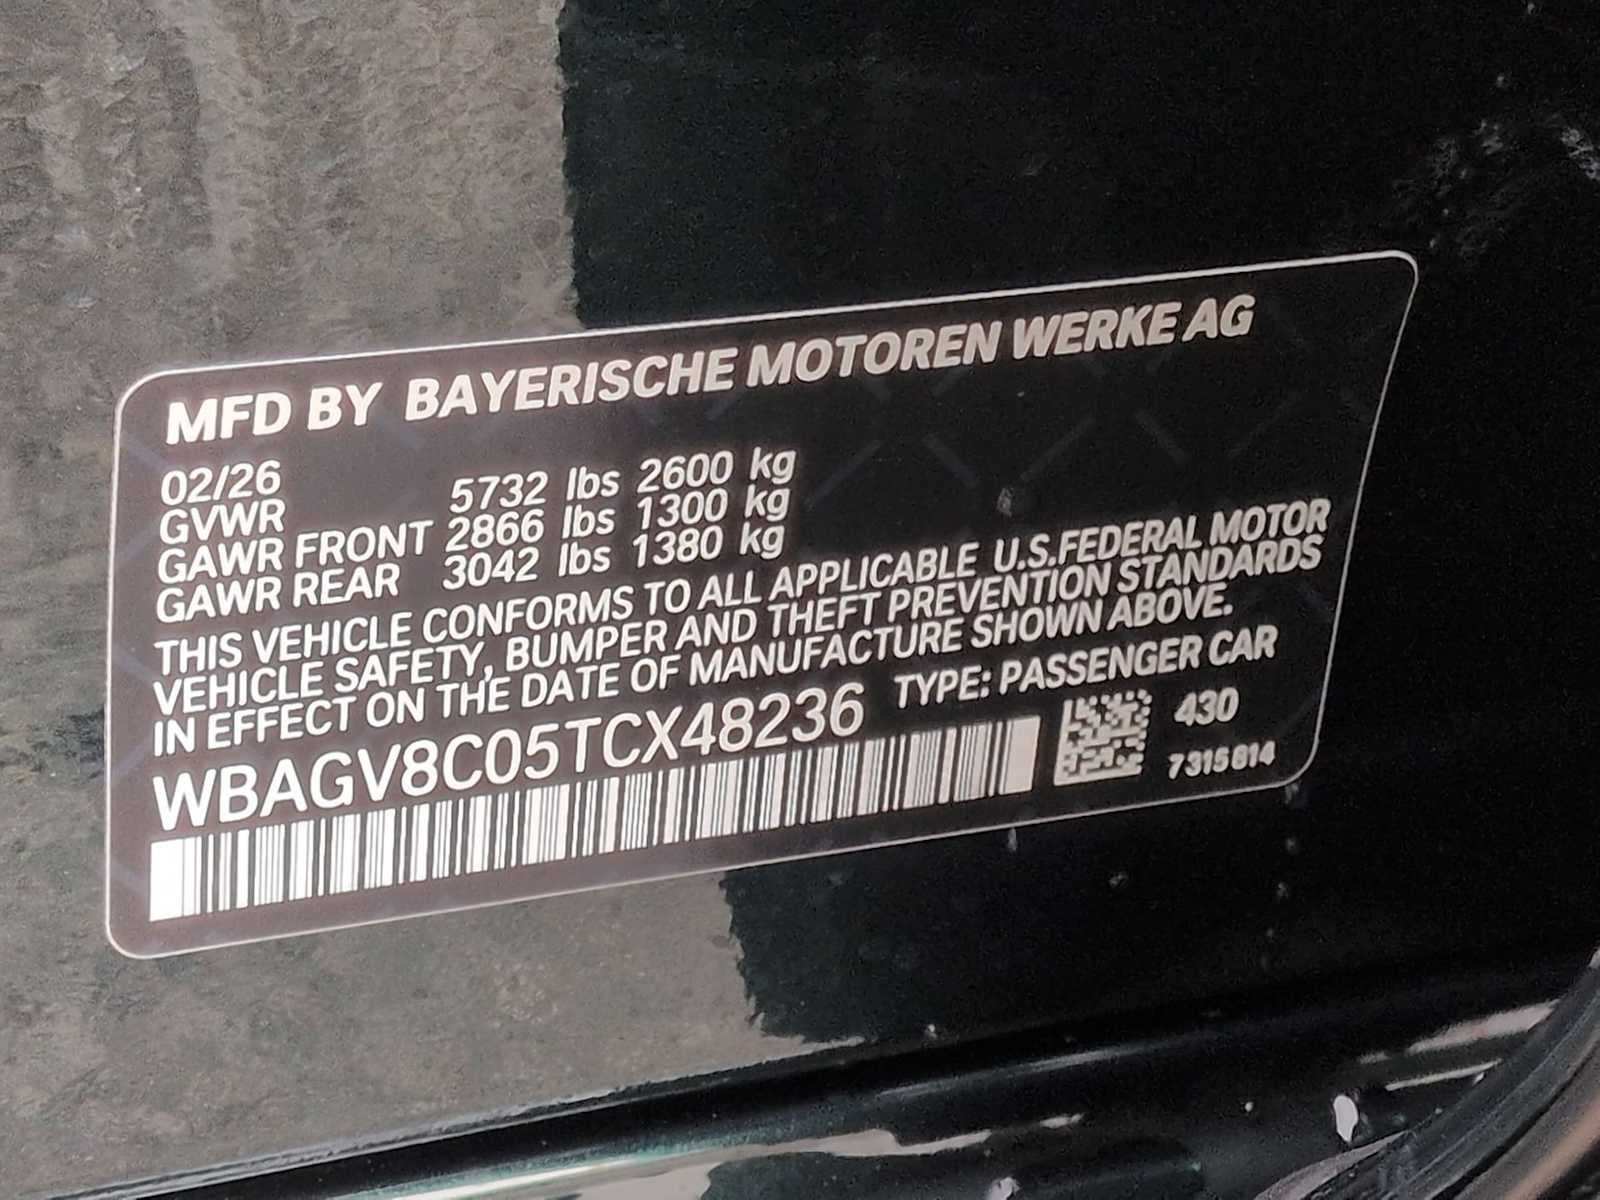 MFD BY BAYERISCHE MOTOREN WERKE AG
02/26
GVWR 5732 lbs 2600 kg
GAWR FRONT 2866 lbs 1300 kg
GAWR REAR 3042 lbs 1380 kg
THIS VEHICLE CONFORMS TO ALL APPLICABLE U.S.FEDERAL MOTOR
VEHICLE SAFETY, BUMPER AND THEFT PREVENTION STANDARDS
IN EFFECT ON THE DATE OF MANUFACTURE SHOWN ABOVE.
WBAGV8C05TCX48236 TYPE: PASSENGER CAR
430
7315814